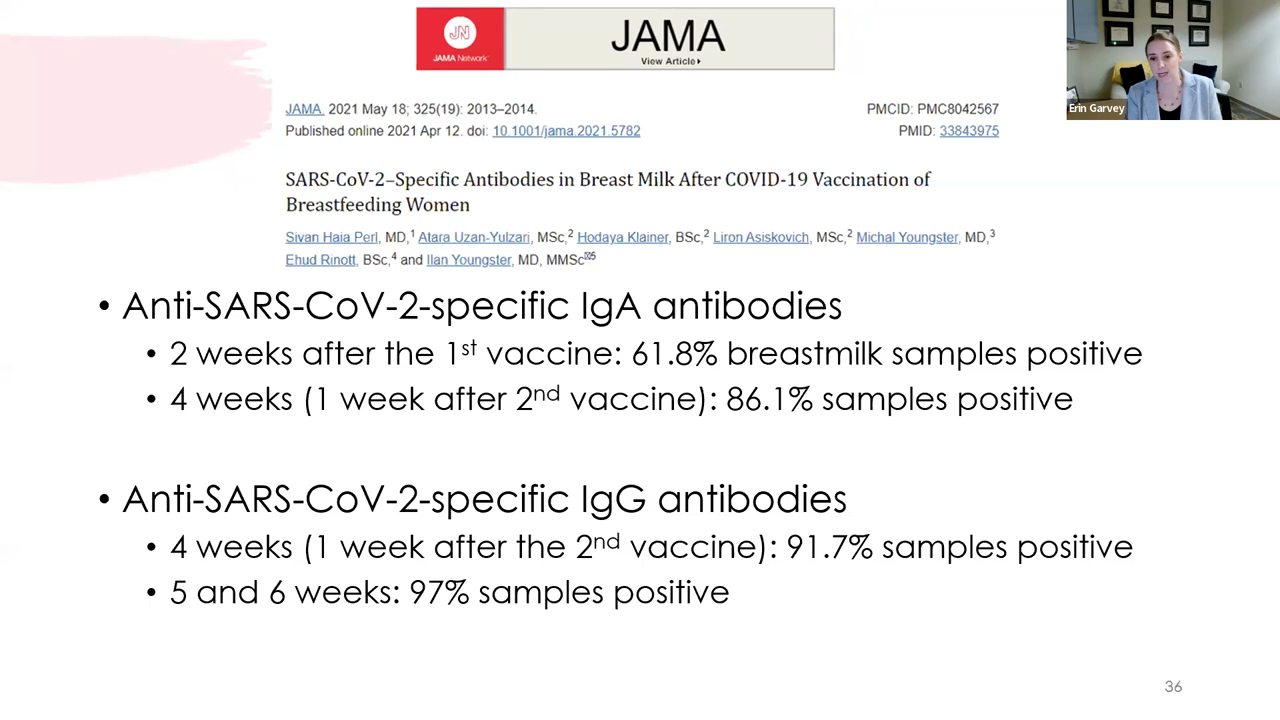 JN
JAMA Network™
JAMA
View Article▸
JAMA. 2021 May 18; 325(19): 2013–2014.
PMCID: PMC8042567
Published online 2021 Apr 12. doi: 10.1001/jama.2021.5782
PMID: 33843975
SARS-CoV-2–Specific Antibodies in Breast Milk After COVID-19 Vaccination of
Breastfeeding Women
Sivan Haia Perl, MD,1 Atara Uzan-Yulzari, MSc,2 Hodaya Klainer, BSc,2 Liron Asiskovich, MSc,2 Michal Youngster, MD,3
Ehud Rinott, BSc,4 and Ilan Youngster, MD, MMSc5
Erin Garvey
• Anti-SARS-CoV-2-specific IgA antibodies
• 2 weeks after the 1st vaccine: 61.8% breastmilk samples positive
• 4 weeks (1 week after 2nd vaccine): 86.1% samples positive
• Anti-SARS-CoV-2-specific IgG antibodies
• 4 weeks (1 week after the 2nd vaccine): 91.7% samples positive
• 5 and 6 weeks: 97% samples positive
36